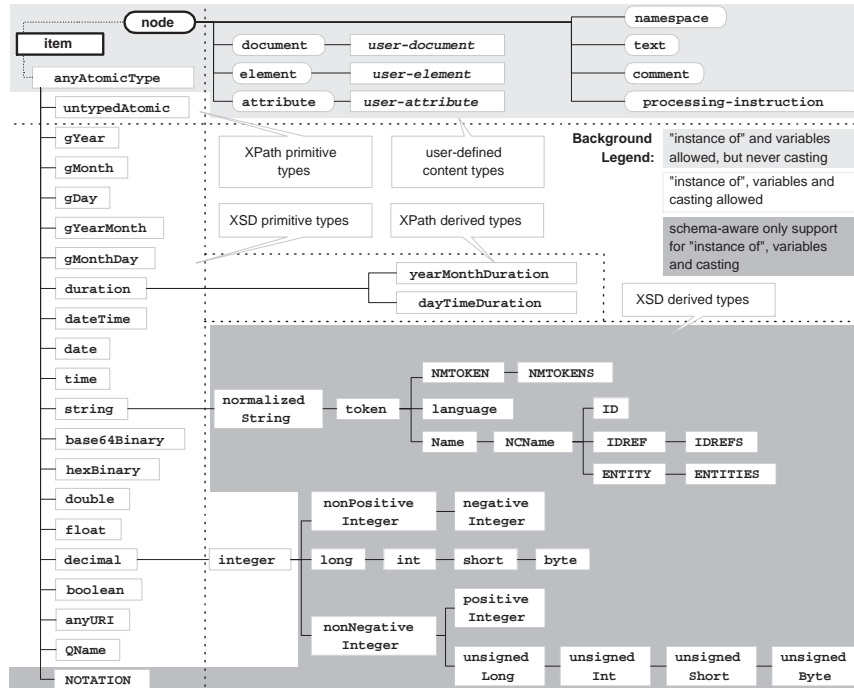 node
namespace
item
document
user-document
text
element
user-element
comment
anyAtomicType
attribute
user-attribute
processing-instruction
untypedAtomic
gYear
gMonth
gDay
gYearMonth
gMonthDay
duration
dateTime
date
time
string
base64Binary
hexBinary
double
float
decimal
boolean
anyURI
QName
NOTATION
XPath primitive
types
user-defined
content types
Background
Legend:
"instance of" and variables
allowed, but never casting
"instance of", variables and
casting allowed
schema-aware only support
for "instance of", variables
and casting
XSD primitive types
XPath derived types
yearMonthDuration
dayTimeDuration
XSD derived types
normalized
String
token
NMTOKEN
NMTOKENS
language
Name
NCName
ID
IDREF
IDREFS
ENTITY
ENTITIES
integer
nonPositive
Integer
negative
Integer
long
int
short
byte
nonNegative
Integer
positive
Integer
unsigned
Long
unsigned
Int
unsigned
Short
unsigned
Byte